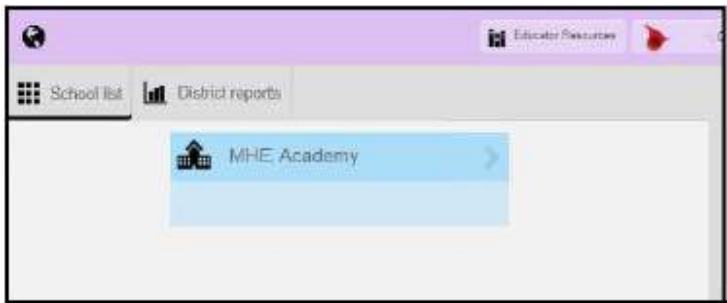 Educator Resources
School list
District reports
MHE, Academy